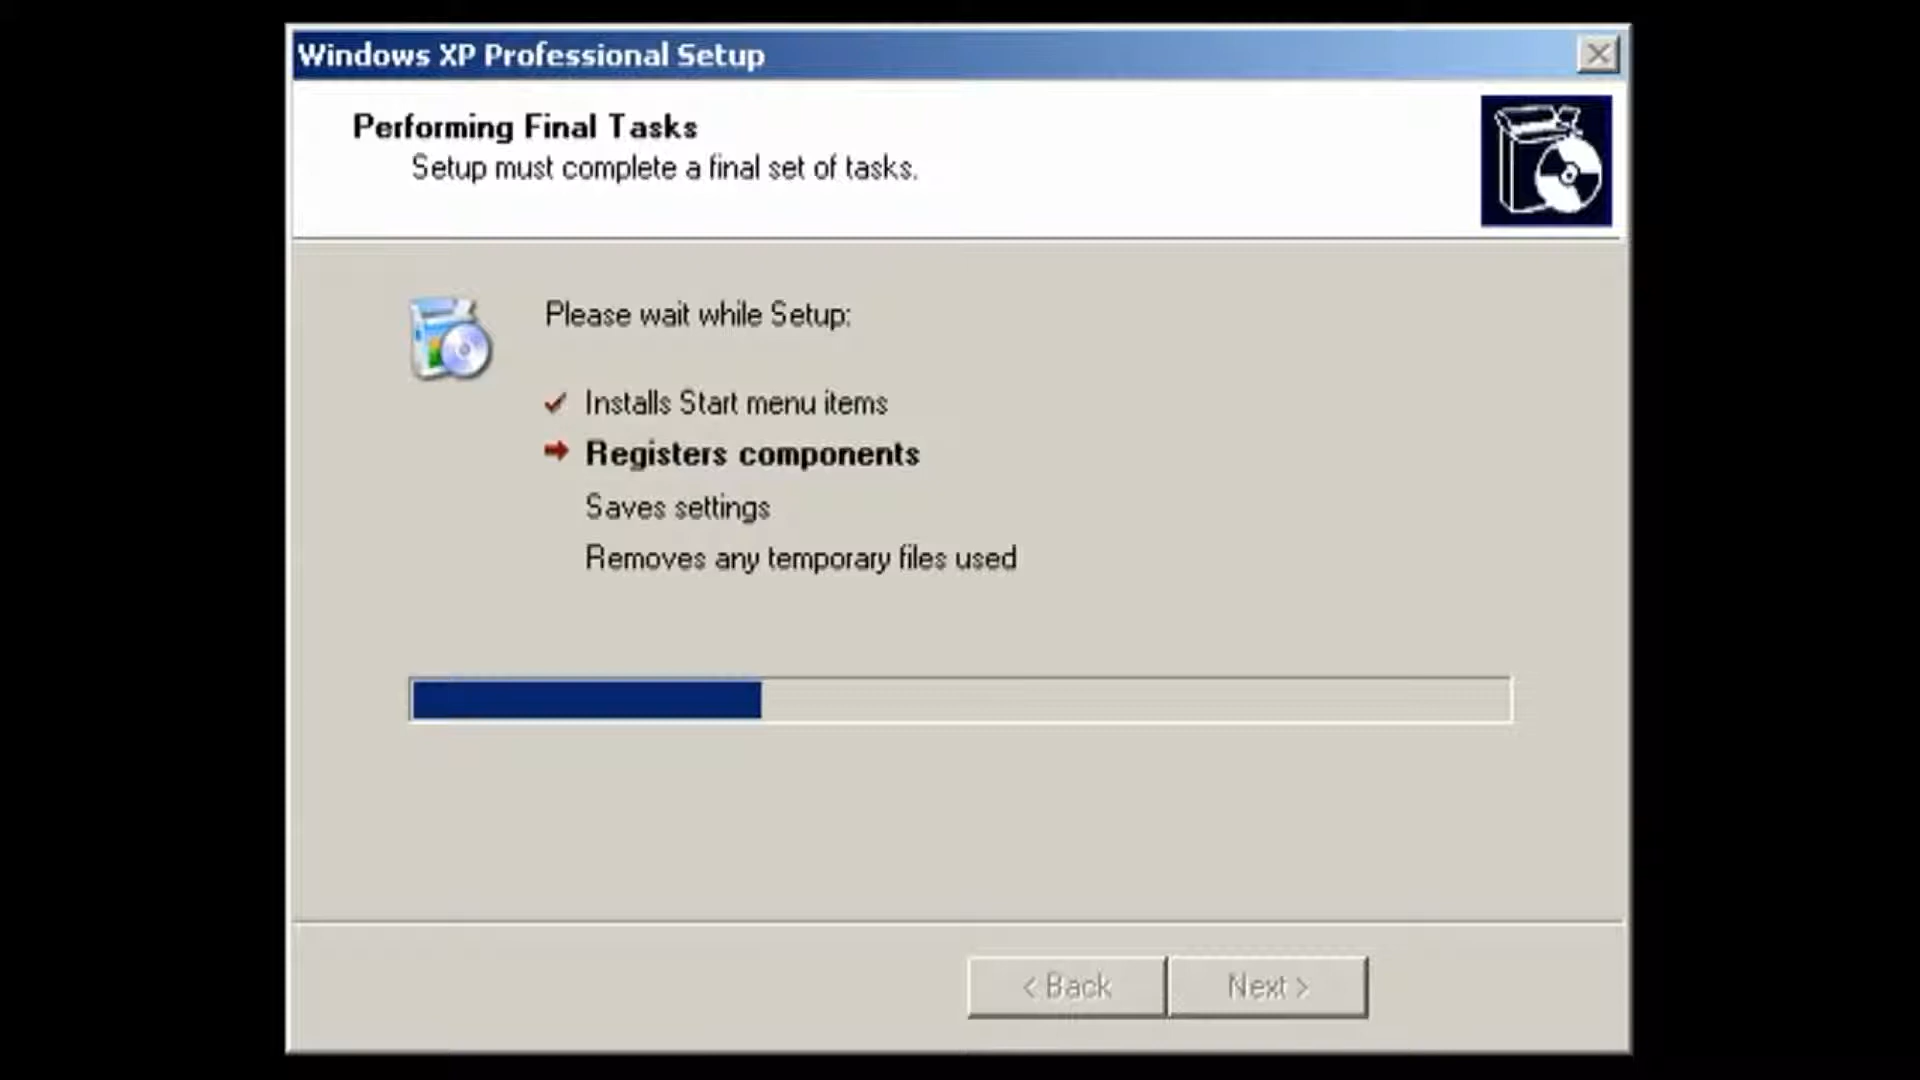 Windows XP Professional Setup
Performing Final Tasks
Setup must complete a final set of tasks.
Please wait while Setup:
Installs Start menu items
Registers components
Saves settings
Removes any temporary files used
< Back
Next >